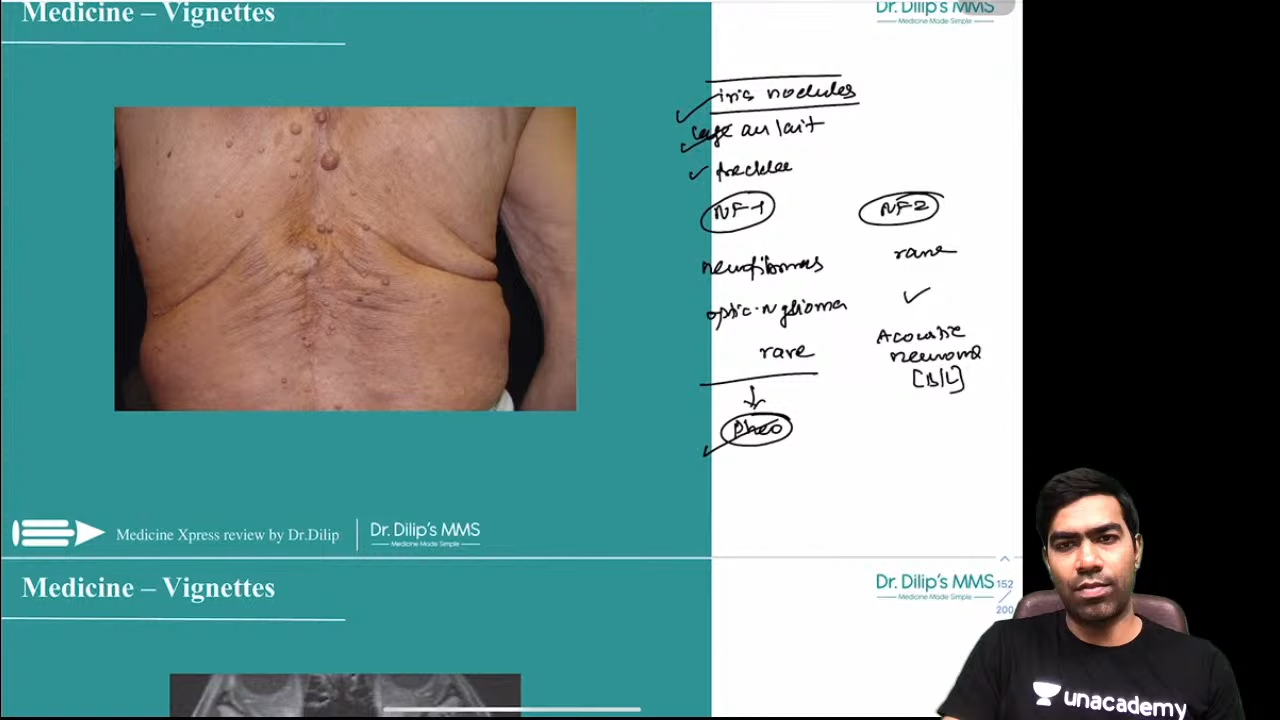 Medicine – Vignettes
Dr. Dilip's MMS
Medicine Made Simple
iris nodules
cafe au lait
freckles
NF-1 NF2
neurofibromas rare
optic.N glioma
rare Acoustic neuroma [B/L]
Pheo
Medicine Xpress review by Dr.Dilip
Dr. Dilip's MMS
Medicine Made Simple
Medicine – Vignettes
Dr. Dilip's MMS
Medicine Made Simple
152
200
unacademy